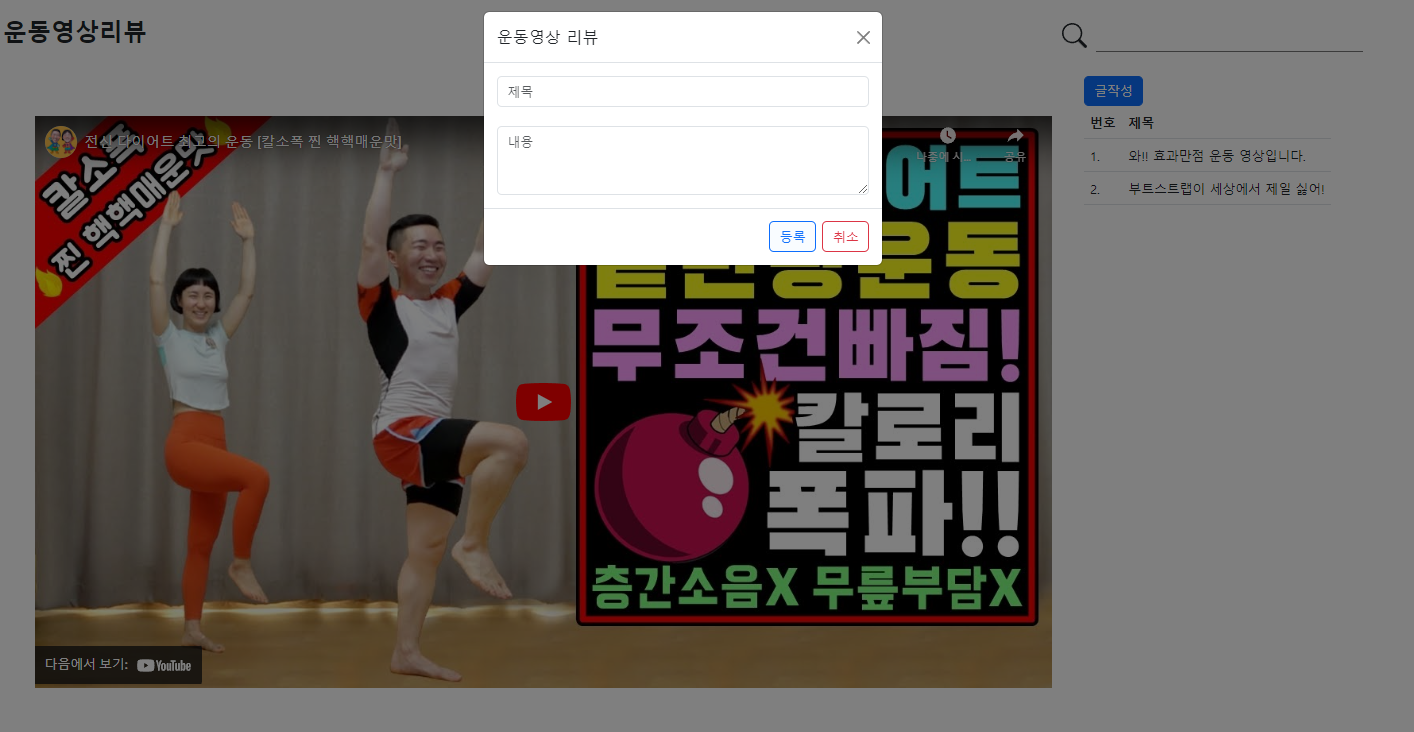 운동영상리뷰
운동영상 리뷰
제목
내용
등록 취소
글작성
번호 제목
1. 와!! 효과만점 운동 영상입니다.
2. 부트스트랩이 세상에서 제일 싫어!
전신 다이어트 최고의 운동 [칼소폭 찐 핵핵매운맛]
공유
칼소폭
찐 핵핵매운맛
어트
운동
무조건빠짐!
칼로리
폭파!!
층간소음X 무릎부담X
다음에서 보기: YouTube